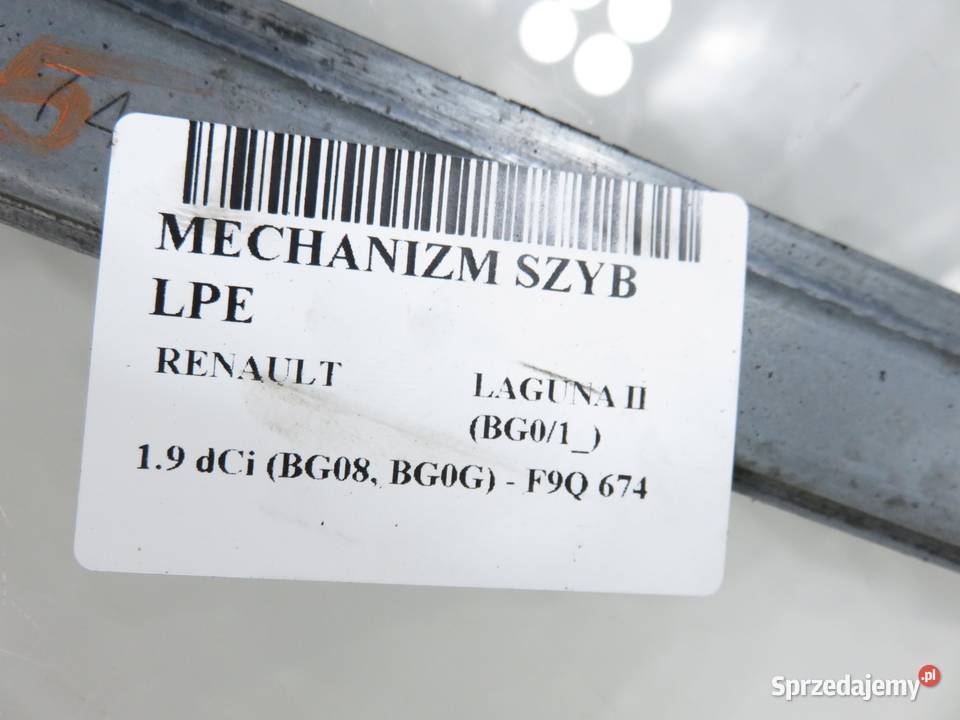 MECHANIZM SZYB
LPE
RENAULT
LAGUNA II
(BG0/1_)
1.9 dCi (BG08, BG0G) - F9Q 674
Sprzedajemy.pl